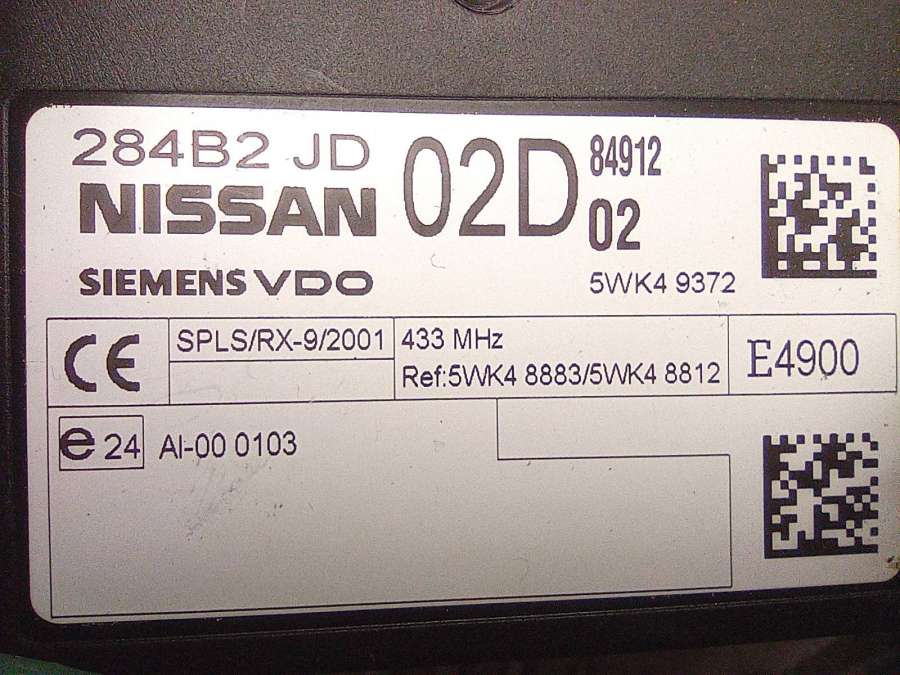 284B2 JD 02D 84912
NISSAN 02
SIEMENS VDO 5WK4 9372
CE SPLS/RX-9/2001 433 MHz E4900
Ref:5WK4 8883/5WK4 8812
e 24 AI-00 0103